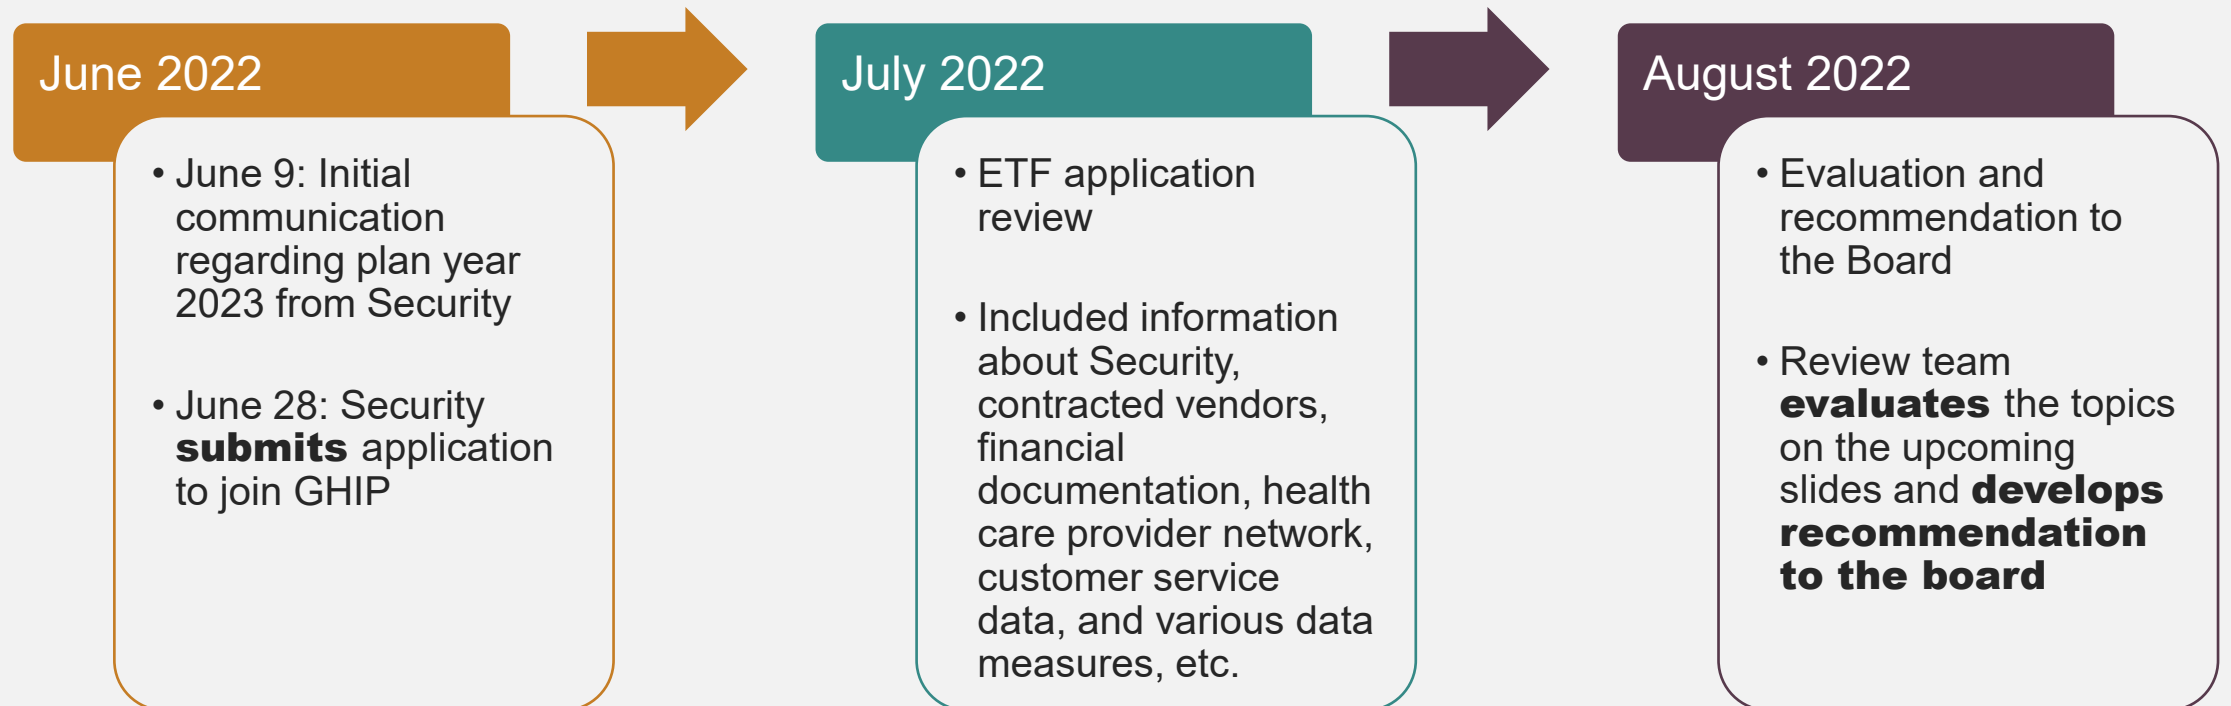 June 2022
• June 9: Initial
communication
regarding plan year
2023 from Security
• June 28: Security
submits application
to join GHIP
July 2022
• ETF application
review
• Included information
about Security,
contracted vendors,
financial
documentation, health
care provider network,
customer service
data, and various data
measures, etc.
August 2022
• Evaluation and
recommendation to
the Board
• Review team
evaluates the topics
on the upcoming
slides and develops
recommendation
to the board